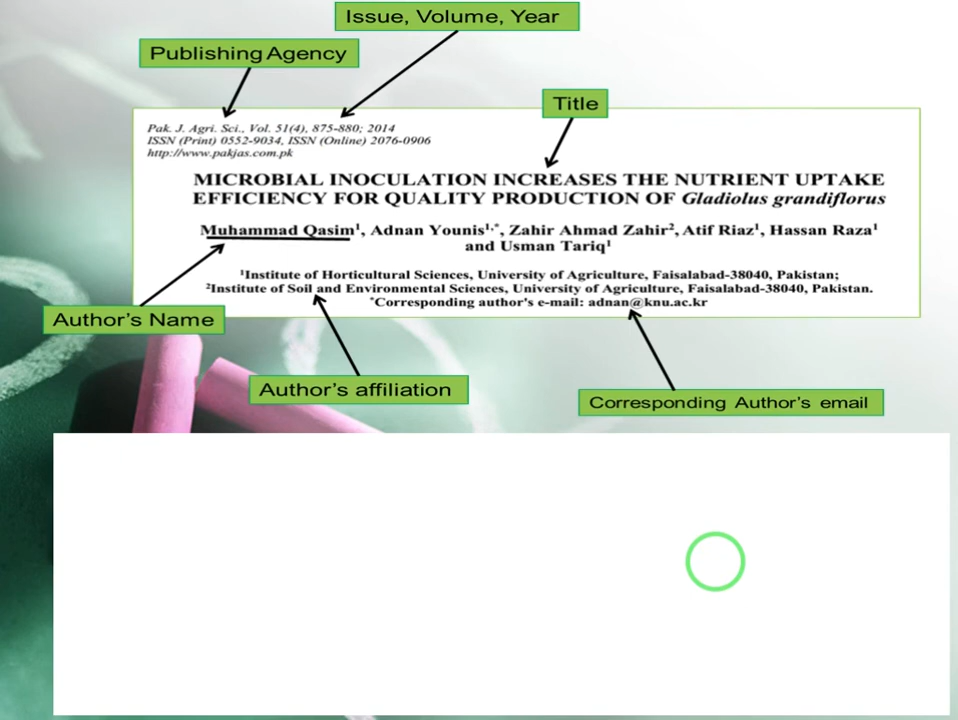 Issue, Volume, Year
Publishing Agency
Title
Pak. J. Agri. Sci., Vol. 51(4), 875-880; 2014
ISSN (Print) 0552-9034, ISSN (Online) 2076-0906
http://www.pakjas.com.pk
MICROBIAL INOCULATION INCREASES THE NUTRIENT UPTAKE
EFFICIENCY FOR QUALITY PRODUCTION OF Gladiolus grandiflorus
Muhammad Qasim¹, Adnan Younis¹,*, Zahir Ahmad Zahir², Atif Riaz¹, Hassan Raza¹
and Usman Tariq¹
¹Institute of Horticultural Sciences, University of Agriculture, Faisalabad-38040, Pakistan;
²Institute of Soil and Environmental Sciences, University of Agriculture, Faisalabad-38040, Pakistan.
*Corresponding author's e-mail: adnan@knu.ac.kr
Author's Name
Author's affiliation
Corresponding Author's email